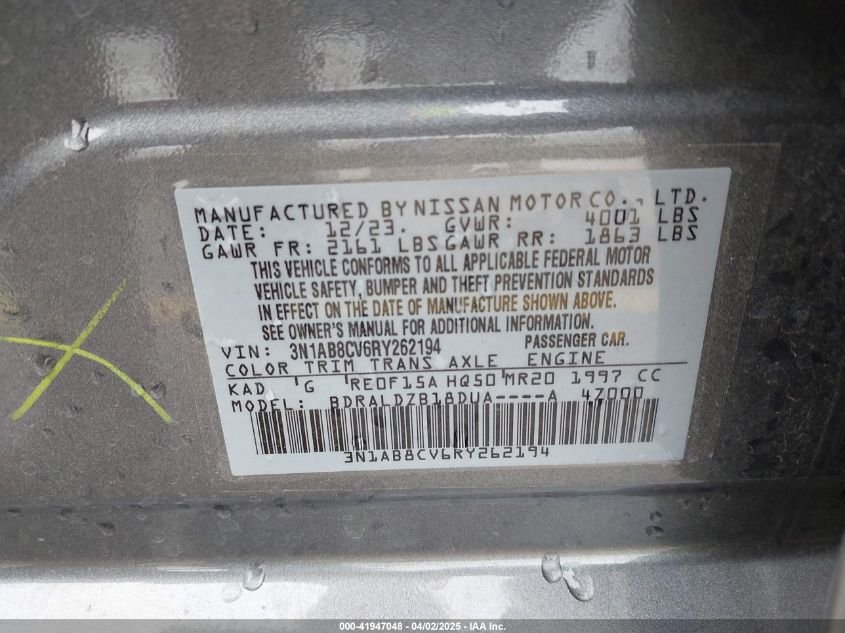 MANUFACTURED BY NISSAN MOTOR CO., LTD.
DATE: 12/23. GVWR: 4001 LBS
GAWR FR: 2161 LBS GAWR RR: 1863 LBS
THIS VEHICLE CONFORMS TO ALL APPLICABLE FEDERAL MOTOR
VEHICLE SAFETY, BUMPER AND THEFT PREVENTION STANDARDS
IN EFFECT ON THE DATE OF MANUFACTURE SHOWN ABOVE.
SEE OWNER'S MANUAL FOR ADDITIONAL INFORMATION.
VIN: 3N1AB8CV6RY262194 PASSENGER CAR.
COLOR TRIM TRANS AXLE ENGINE
KAD 'G 'RE0F15A HQ50'MR20 1997 CC
MODEL: BDRALDZB18DUA----A 4Z000
3N1AB8CV6RY262194
000-41947048 - 04/02/2025 - IAA Inc.